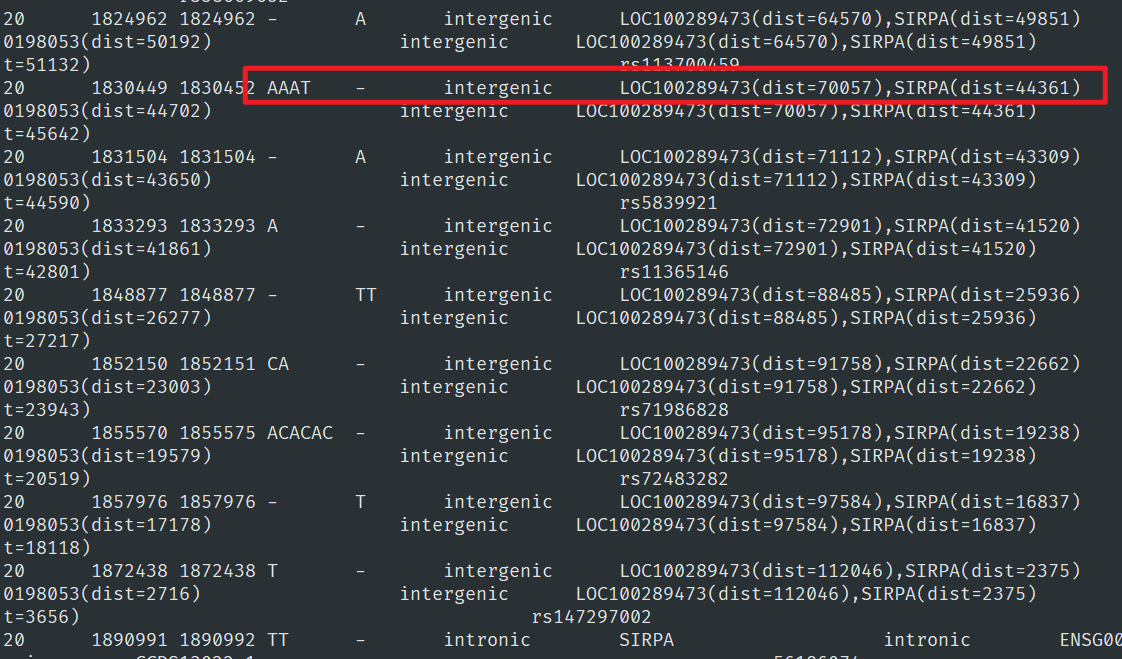 20 1824962 1824962 - A intergenic LOC100289473(dist=64570),SIRPA(dist=49851)
0198053(dist=50192) intergenic LOC100289473(dist=64570),SIRPA(dist=49851)
t=51132) rs113700459
20 1830449 1830452 AAAT - intergenic LOC100289473(dist=70057),SIRPA(dist=44361)
0198053(dist=44702) intergenic LOC100289473(dist=70057),SIRPA(dist=44361)
t=45642)
20 1831504 1831504 - A intergenic LOC100289473(dist=71112),SIRPA(dist=43309)
0198053(dist=43650) intergenic LOC100289473(dist=71112),SIRPA(dist=43309)
t=44590) rs5839921
20 1833293 1833293 A - intergenic LOC100289473(dist=72901),SIRPA(dist=41520)
0198053(dist=41861) intergenic LOC100289473(dist=72901),SIRPA(dist=41520)
t=42801) rs11365146
20 1848877 1848877 - TT intergenic LOC100289473(dist=88485),SIRPA(dist=25936)
0198053(dist=26277) intergenic LOC100289473(dist=88485),SIRPA(dist=25936)
t=27217)
20 1852150 1852151 CA - intergenic LOC100289473(dist=91758),SIRPA(dist=22662)
0198053(dist=23003) intergenic LOC100289473(dist=91758),SIRPA(dist=22662)
t=23943) rs71986828
20 1855570 1855575 ACACAC - intergenic LOC100289473(dist=95178),SIRPA(dist=19238)
0198053(dist=19579) intergenic LOC100289473(dist=95178),SIRPA(dist=19238)
t=20519) rs72483282
20 1857976 1857976 - T intergenic LOC100289473(dist=97584),SIRPA(dist=16837)
0198053(dist=17178) intergenic LOC100289473(dist=97584),SIRPA(dist=16837)
t=18118)
20 1872438 1872438 T - intergenic LOC100289473(dist=112046),SIRPA(dist=2375)
0198053(dist=2716) intergenic LOC100289473(dist=112046),SIRPA(dist=2375)
t=3656) rs147297002
20 1890991 1890992 TT - intronic SIRPA intronic ENSG00